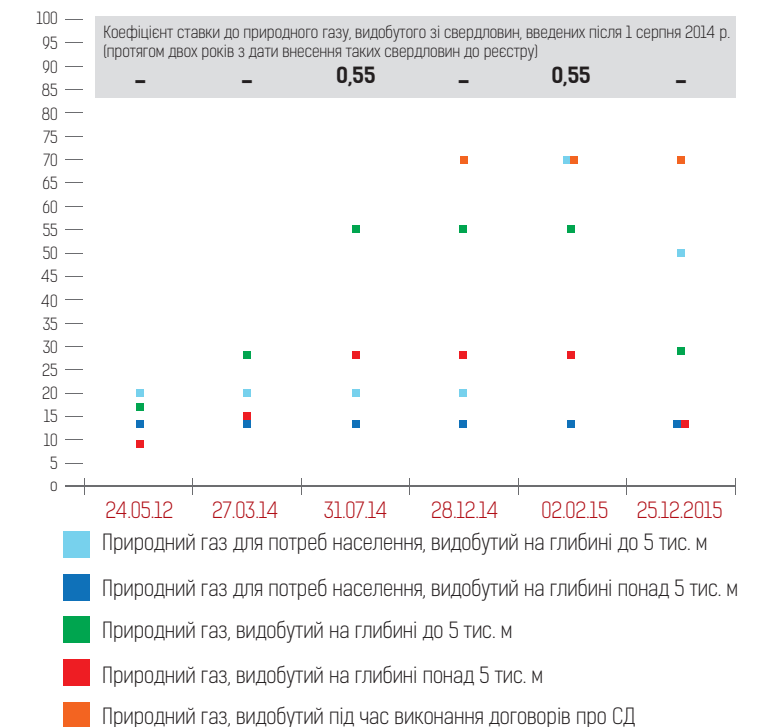 100
95
90
85
80
75
70
65
60
55
50
45
40
35
30
25
20
15
10
5
0
Коефіцієнт ставки до природного газу, видобутого зі свердловин, введених після 1 серпня 2014 р.
(протягом двох років з дати внесення таких свердловин до реєстру)
– – 0,55 – 0,55 –
24.05.12 27.03.14 31.07.14 28.12.14 02.02.15 25.12.2015
Природний газ для потреб населення, видобутий на глибині до 5 тис. м
Природний газ для потреб населення, видобутий на глибині понад 5 тис. м
Природний газ, видобутий на глибині до 5 тис. м
Природний газ, видобутий на глибині понад 5 тис. м
Природний газ, видобутий під час виконання договорів про СД